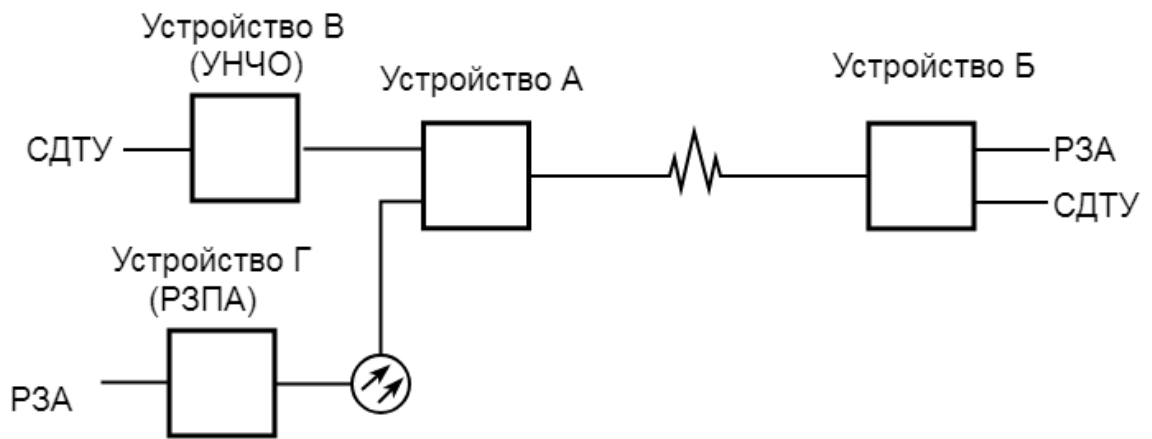 Устройство В
(УНЧО)
Устройство А
Устройство Б
СДТУ
РЗА
СДТУ
Устройство Г
(РЗПА)
РЗА